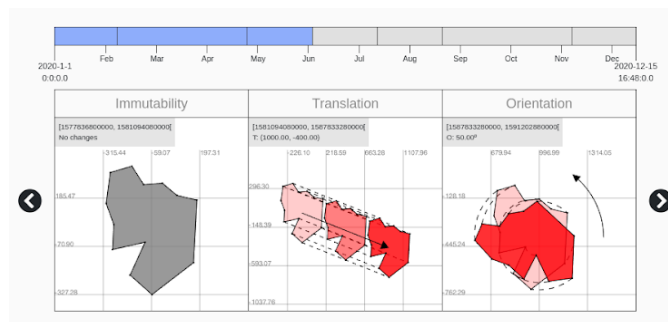 Feb Mar Apr May Jun Jul Aug Sep Oct Nov Dec
2020-1-1 2020-12-15
0:0:0.0 16:48:0.0
Immutability Translation Orientation
[1577836800000, 1581094080000[ [1581094080000, 1587833280000[ [1587833280000, 1591202880000[
No changes T: (1000.00, -400.00) O: 50.00º
-315.44 -59.07 197.31 -226.10 218.59 663.28 1107.96 679.94 996.99 1314.05
185.47 296.30 -128.18
-70.90 -148.39 -445.24
-327.28 -593.07 -762.29
-1037.76